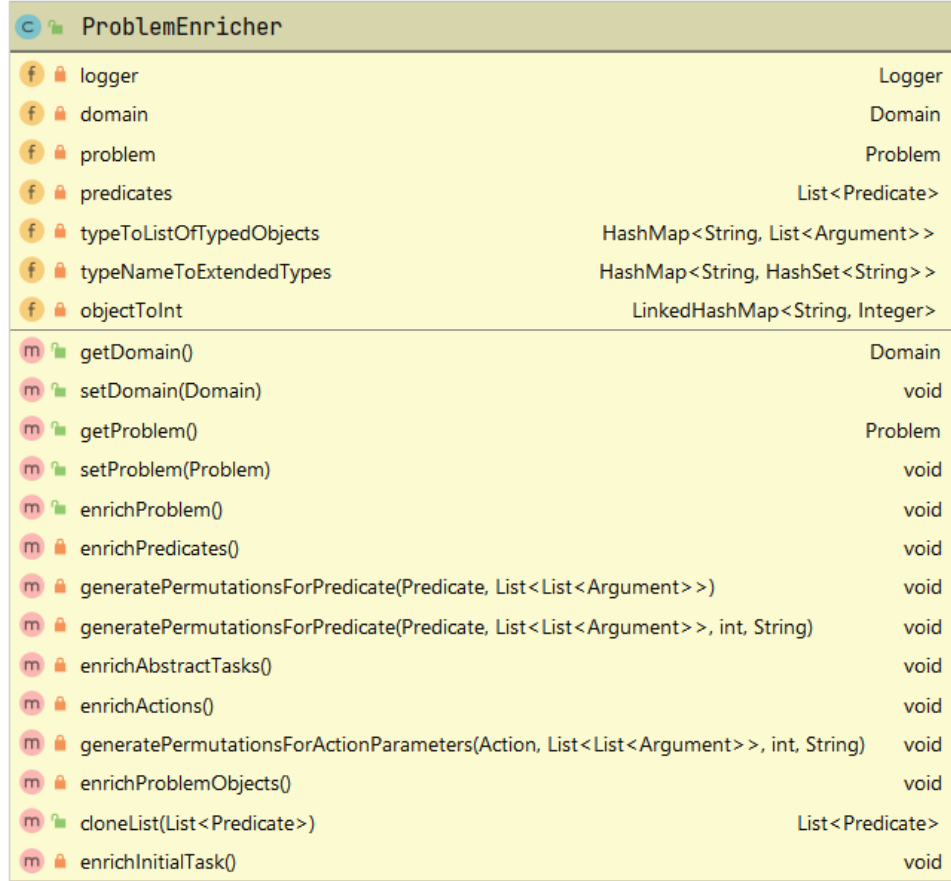 C ProblemEnricher
f logger Logger
f domain Domain
f problem Problem
f predicates List<Predicate>
f typeToListOfTypedObjects HashMap<String, List<Argument>>
f typeNameToExtendedTypes HashMap<String, HashSet<String>>
f objectToInt LinkedHashMap<String, Integer>
m getDomain() Domain
m setDomain(Domain) void
m getProblem() Problem
m setProblem(Problem) void
m enrichProblem() void
m enrichPredicates() void
m generatePermutationsForPredicate(Predicate, List<List<Argument>>) void
m generatePermutationsForPredicate(Predicate, List<List<Argument>>, int, String) void
m enrichAbstractTasks() void
m enrichActions() void
m generatePermutationsForActionParameters(Action, List<List<Argument>>, int, String) void
m enrichProblemObjects() void
m cloneList(List<Predicate>) List<Predicate>
m enrichInitialTask() void